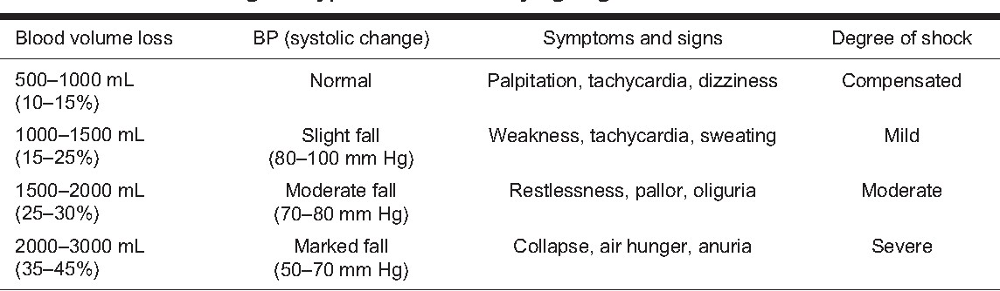 Blood volume loss BP (systolic change) Symptoms and signs Degree of shock
500–1000 mL Normal Palpitation, tachycardia, dizziness Compensated
(10–15%)
1000–1500 mL Slight fall Weakness, tachycardia, sweating Mild
(15–25%) (80–100 mm Hg)
1500–2000 mL Moderate fall Restlessness, pallor, oliguria Moderate
(25–30%) (70–80 mm Hg)
2000–3000 mL Marked fall Collapse, air hunger, anuria Severe
(35–45%) (50–70 mm Hg)